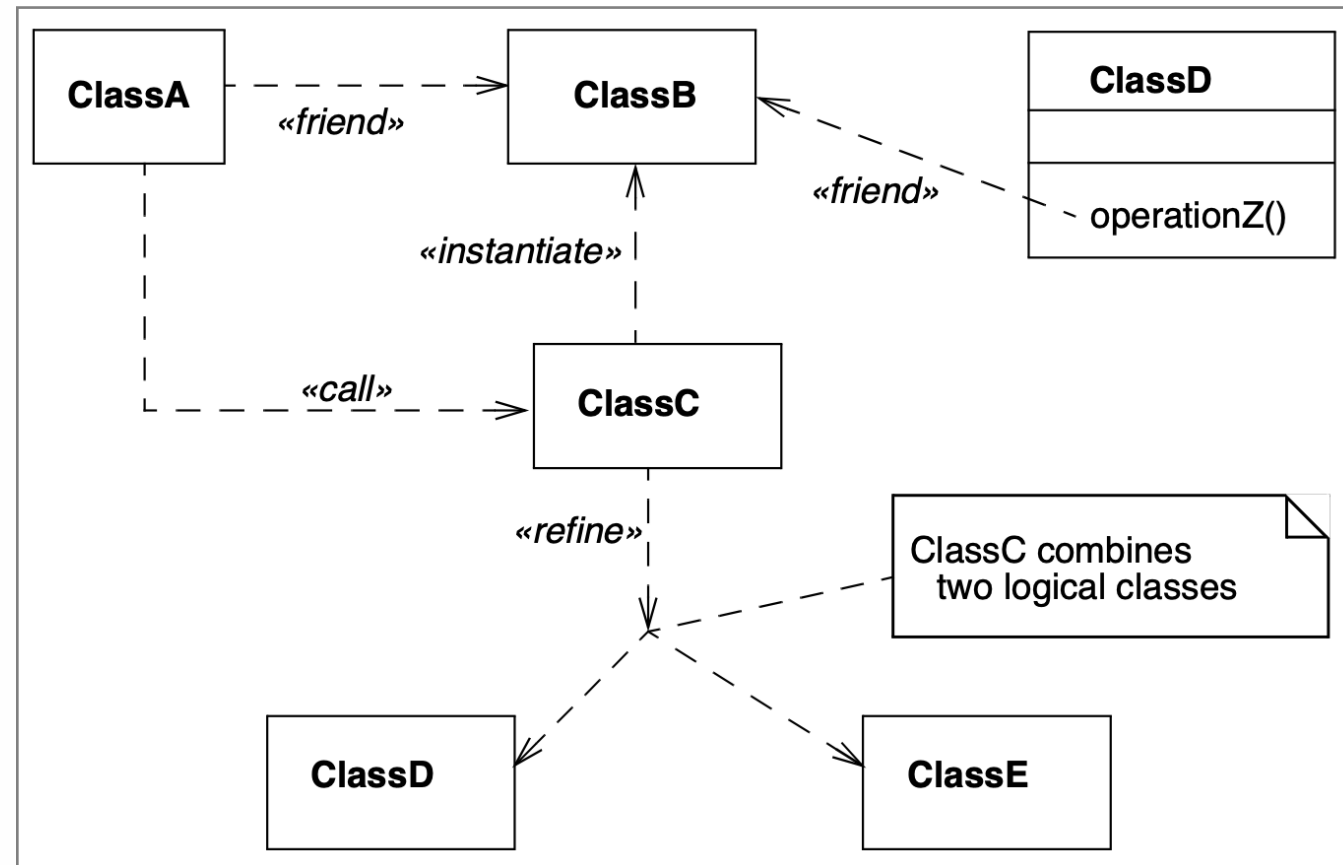 ClassA
ClassB
ClassD
«friend»
«friend»
operationZ()
«instantiate»
«call»
ClassC
«refine»
ClassC combines
two logical classes
ClassD
ClassE